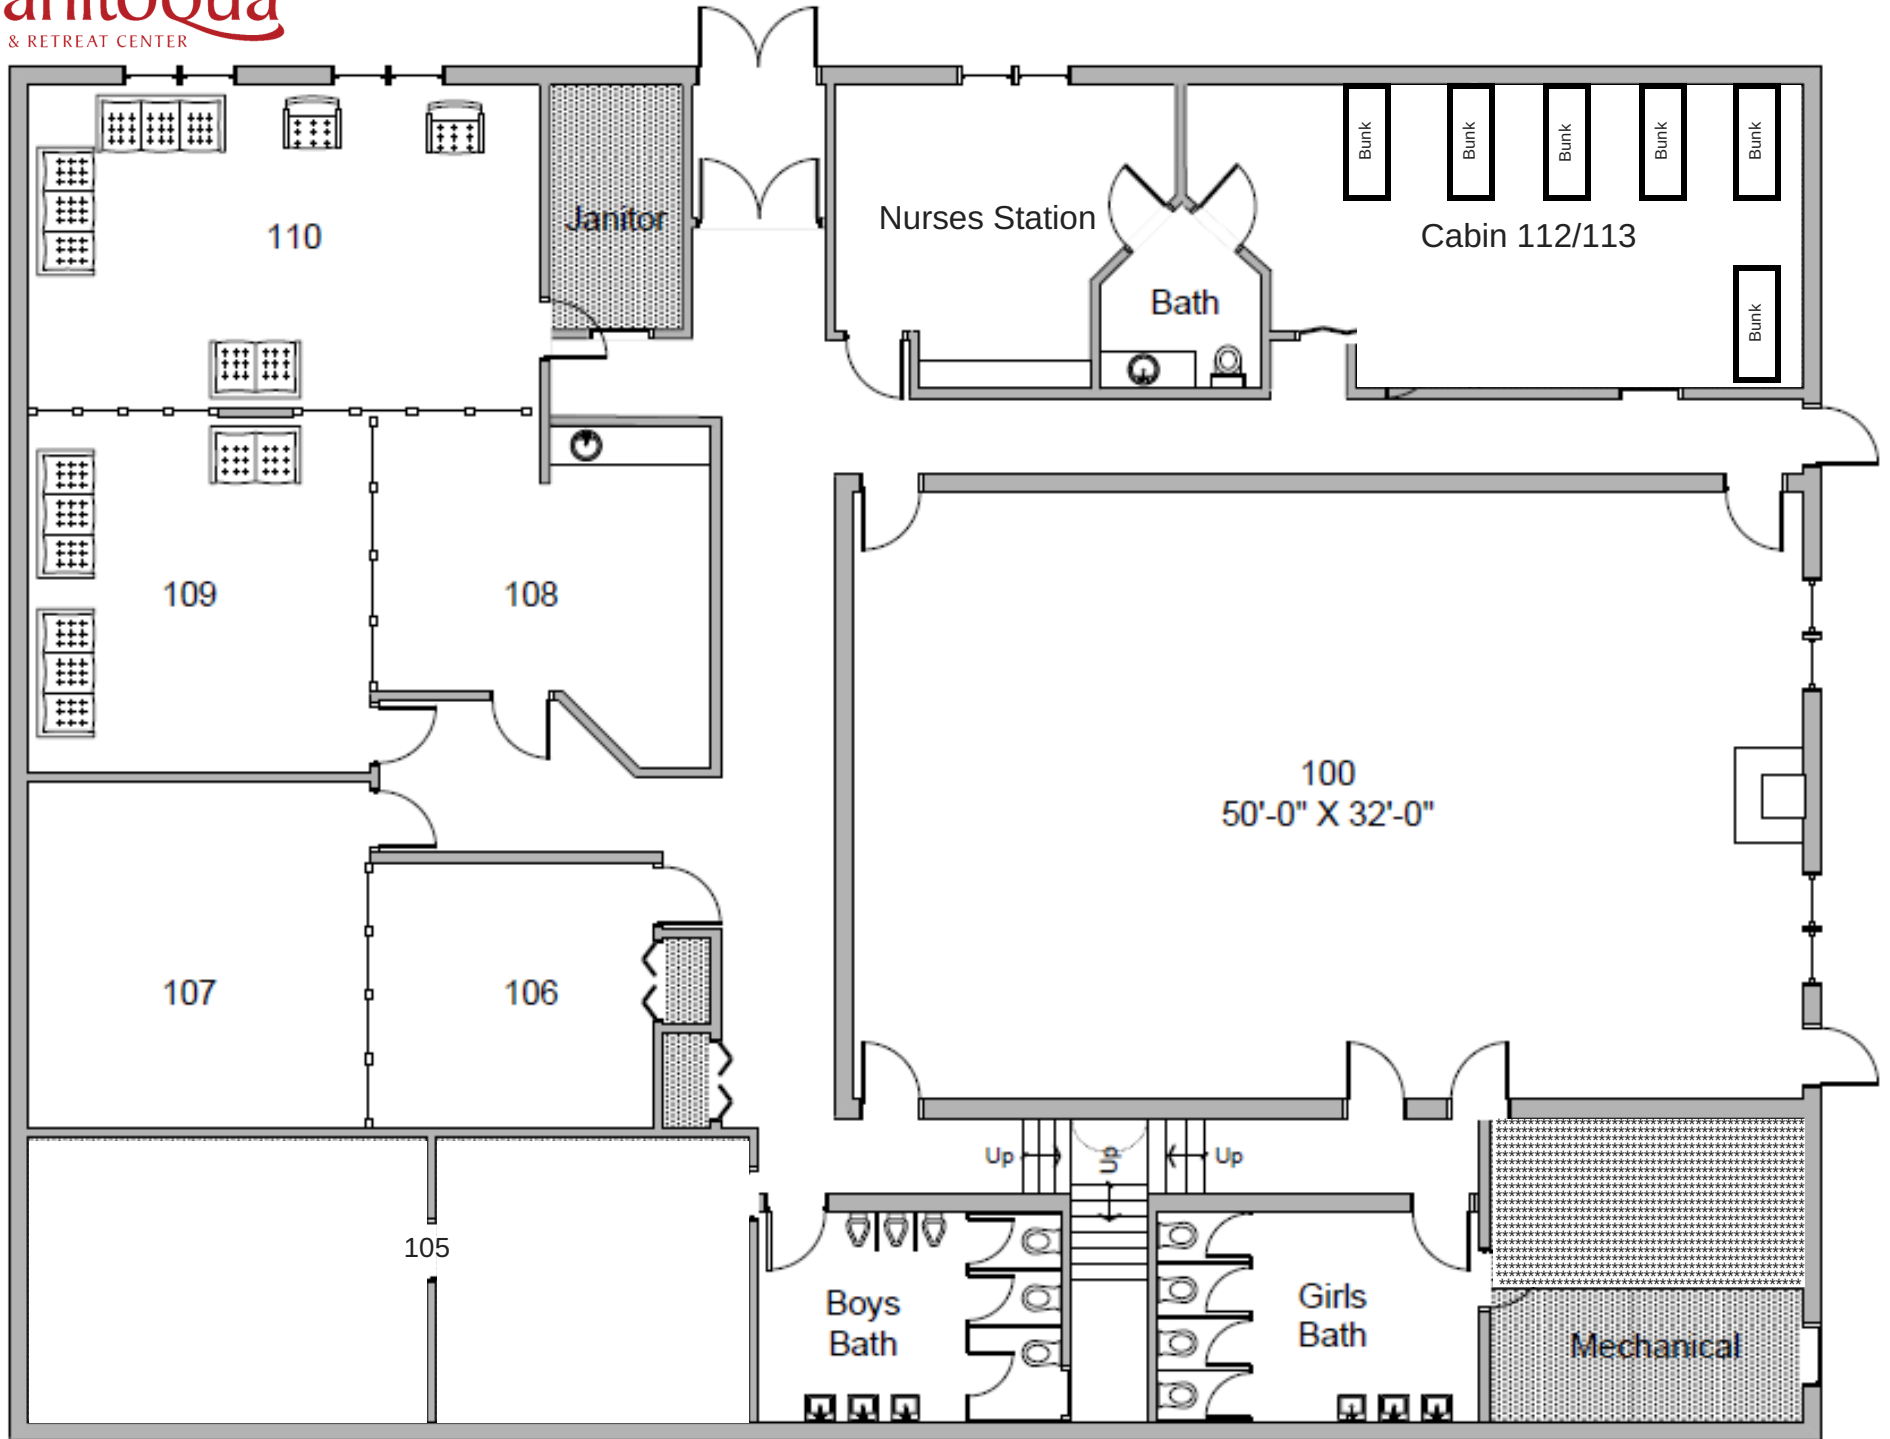 anitoqua
& RETREAT CENTER
Bunk
Bunk
Bunk
Bunk
Bunk
110
Janitor
Nurses Station
Cabin 112/113
Bath
Bunk
109
108
100
50'-0" X 32'-0"
107
106
Up
Up
Up
105
Boys
Bath
Girls
Bath
Mechanical